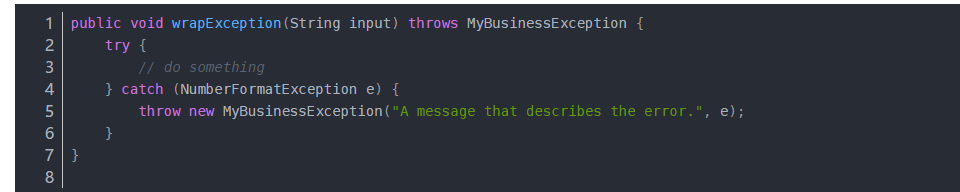 1 public void wrapException(String input) throws MyBusinessException {
2     try {
3         // do something
4     } catch (NumberFormatException e) {
5         throw new MyBusinessException("A message that describes the error.", e);
6     }
7 }
8